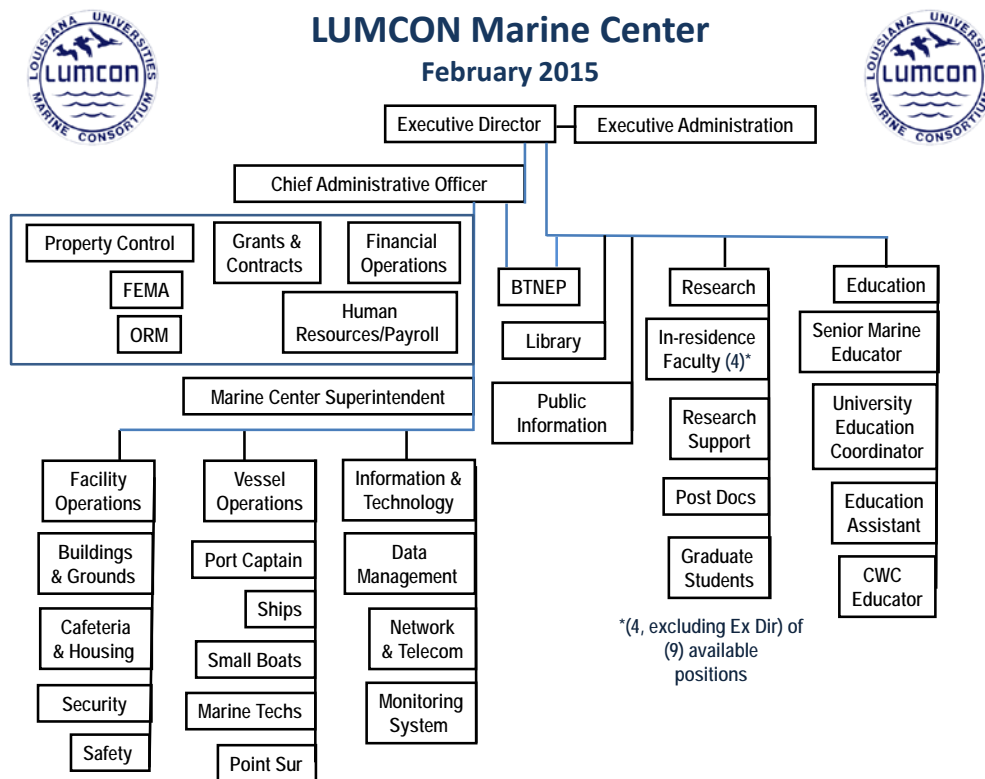 LOUISIANA UNIVERSITIES
LUMCON
MARINE CONSORTIUM
LUMCON Marine Center
February 2015
LOUISIANA UNIVERSITIES
LUMCON
MARINE CONSORTIUM
Executive Director
Executive Administration
Chief Administrative Officer
Property Control
Grants &
Contracts
Financial
Operations
FEMA
ORM
Human
Resources/Payroll
BTNEP
Library
Public
Information
Research
In-residence
Faculty (4)*
Research
Support
Post Docs
Graduate
Students
*(4, excluding Ex Dir) of
(9) available
positions
Education
Senior Marine
Educator
University
Education
Coordinator
Education
Assistant
CWC
Educator
Marine Center Superintendent
Facility
Operations
Buildings
& Grounds
Cafeteria
& Housing
Security
Safety
Vessel
Operations
Port Captain
Ships
Small Boats
Marine Techs
Point Sur
Information &
Technology
Data
Management
Network
& Telecom
Monitoring
System